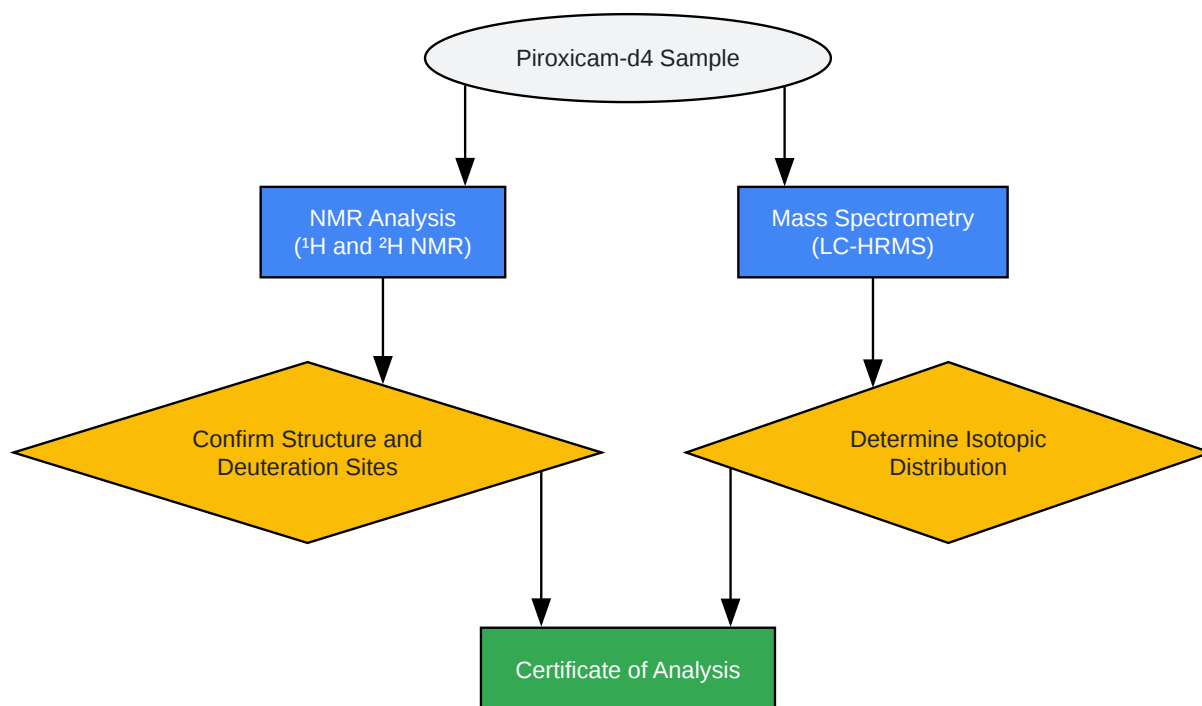 Piroxicam-d4 Sample
NMR Analysis
(¹H and ²H NMR)
Mass Spectrometry
(LC-HRMS)
Confirm Structure and
Deuteration Sites
Determine Isotopic
Distribution
Certificate of Analysis